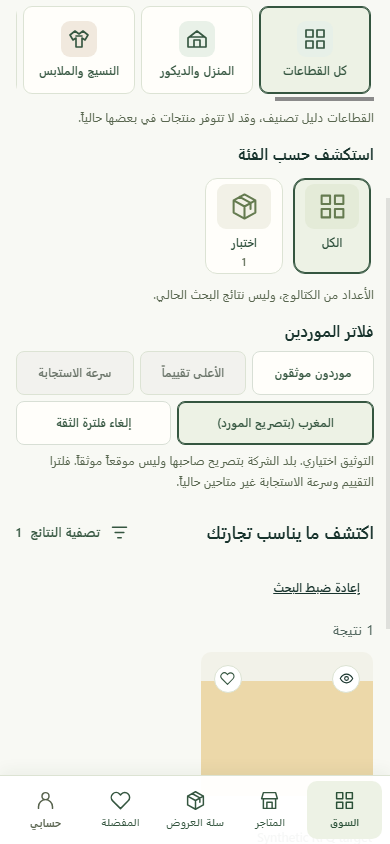 كل القطاعات
المنزل والديكور
النسيج والملابس
القطاعات دليل تصنيف، وقد لا تتوفر منتجات في بعضها حالياً.
استكشف حسب الفئة
الكل
اختبار
1
الأعداد من الكتالوج، وليس نتائج البحث الحالي.
فلاتر الموردين
موردون موثقون
الأعلى تقييماً
سرعة الاستجابة
المغرب (بتصريح المورد)
إلغاء فلترة الثقة
التوثيق اختياري. بلد الشركة بتصريح صاحبها وليس موقعاً موثقاً. فلترا
التقييم وسرعة الاستجابة غير متاحين حالياً.
اكتشف ما يناسب تجارتك
تصفية النتائج 1
إعادة ضبط البحث
1 نتيجة
السوق
المتاجر
سلة العروض
المفضلة
حسابي